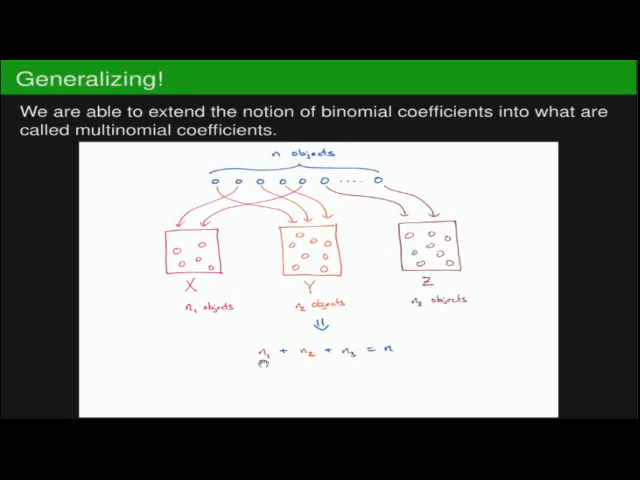 Generalizing!
We are able to extend the notion of binomial coefficients into what are
called multinomial coefficients.
n objects
X Y Z
n₁ objects n₂ objects n₃ objects
n₁ + n₂ + n₃ = n